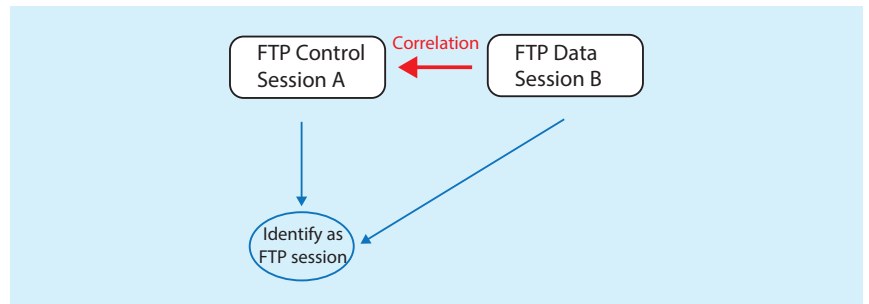 FTP Control
Session A
Correlation
FTP Data
Session B
Identify as
FTP session